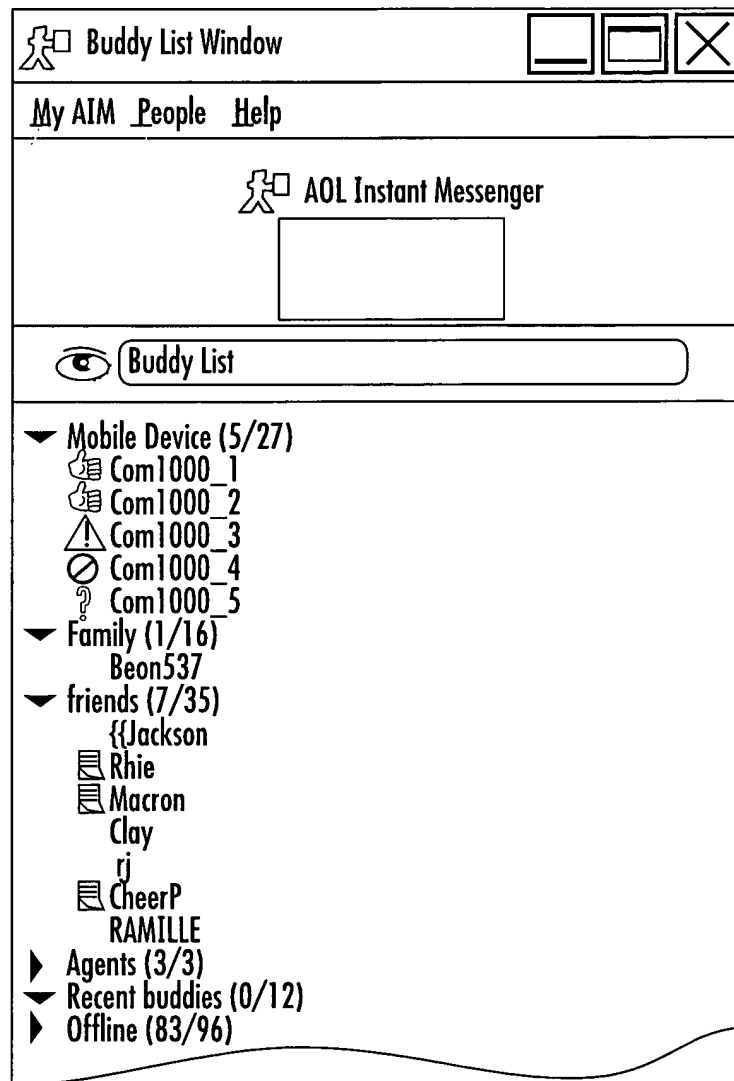 Buddy List Window
My AIM People Help
AOL Instant Messenger
Buddy List
Mobile Device (5/27)
Com1000_1
Com1000_2
Com1000_3
Com1000_4
Com1000_5
Family (1/16)
Beon537
friends (7/35)
{{Jackson
Rhie
Macron
Clay
rj
CheerP
RAMILLE
Agents (3/3)
Recent buddies (0/12)
Offline (83/96)